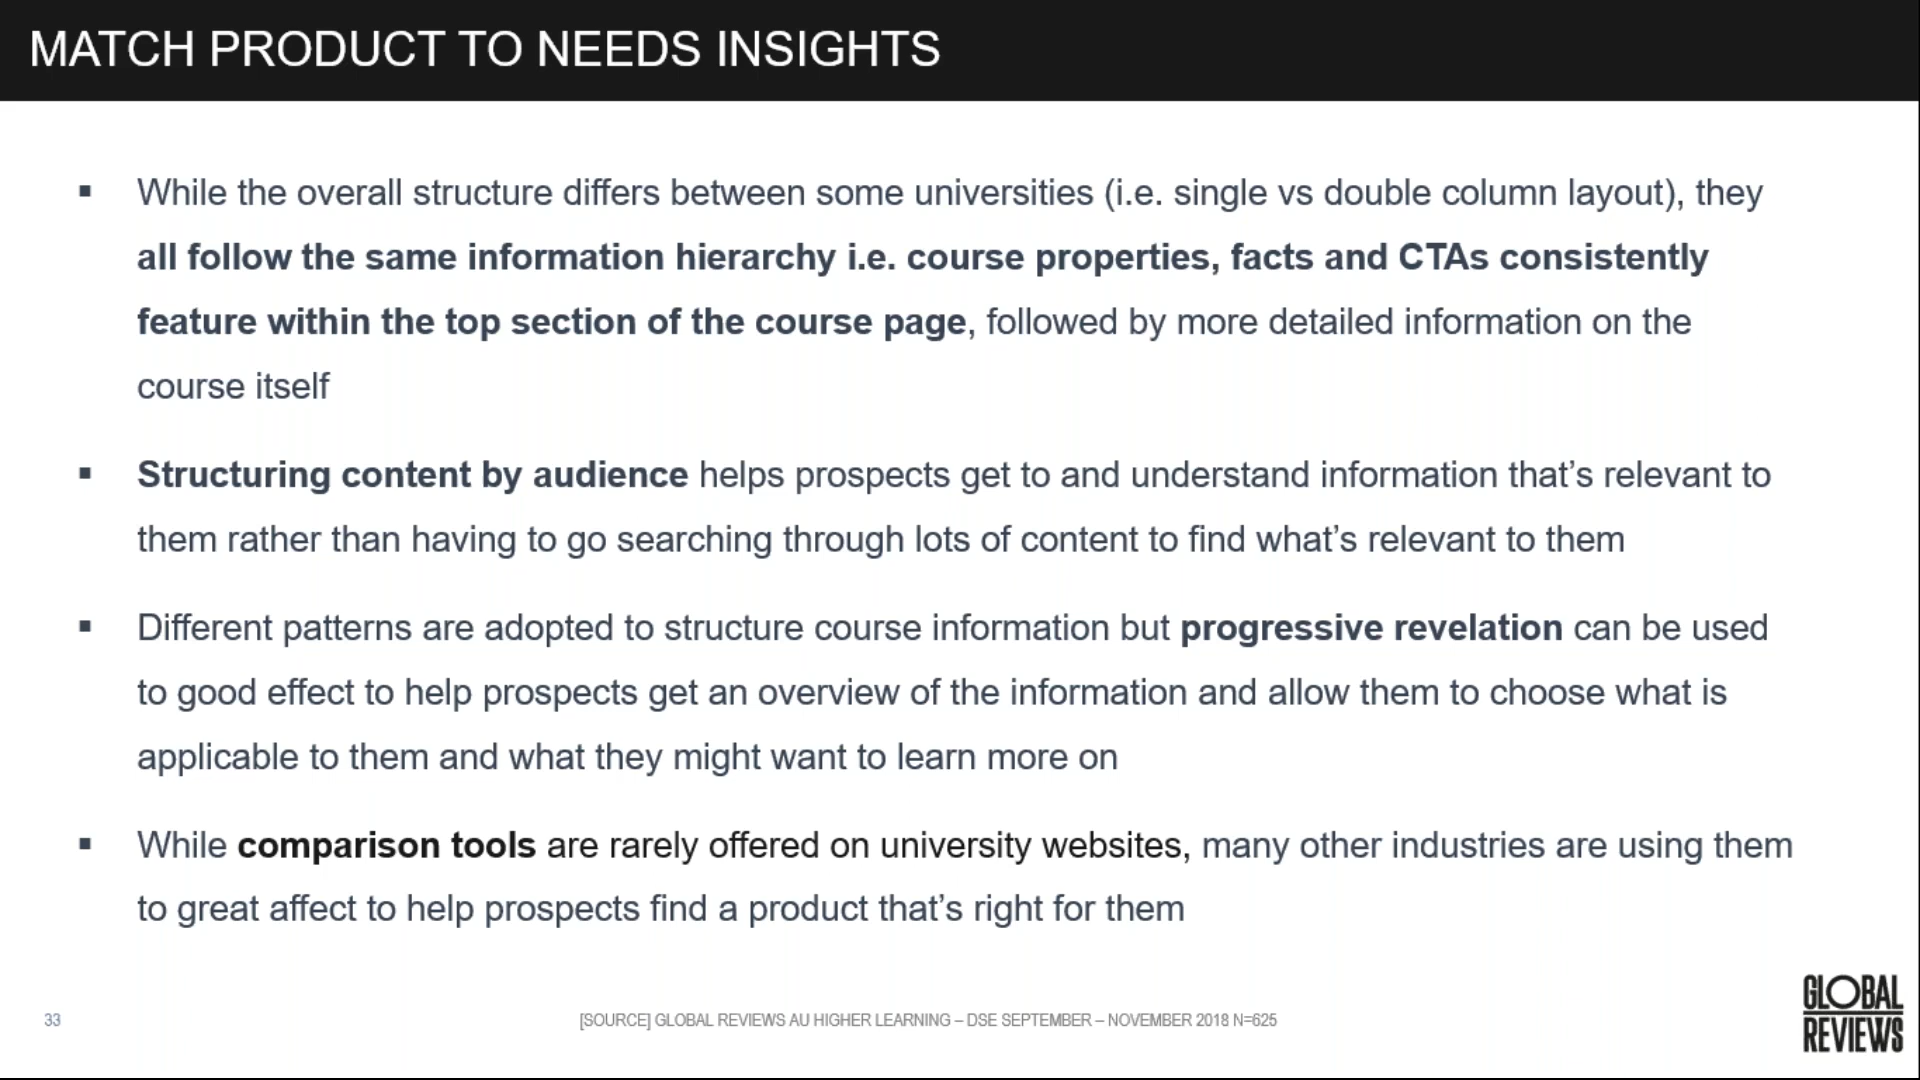 MATCH PRODUCT TO NEEDS INSIGHTS
▪ While the overall structure differs between some universities (i.e. single vs double column layout), they
all follow the same information hierarchy i.e. course properties, facts and CTAs consistently
feature within the top section of the course page, followed by more detailed information on the
course itself
▪ Structuring content by audience helps prospects get to and understand information that’s relevant to
them rather than having to go searching through lots of content to find what’s relevant to them
▪ Different patterns are adopted to structure course information but progressive revelation can be used
to good effect to help prospects get an overview of the information and allow them to choose what is
applicable to them and what they might want to learn more on
▪ While comparison tools are rarely offered on university websites, many other industries are using them
to great affect to help prospects find a product that’s right for them
33
[SOURCE] GLOBAL REVIEWS AU HIGHER LEARNING – DSE SEPTEMBER – NOVEMBER 2018 N=625
GLOBAL
REVIEWS